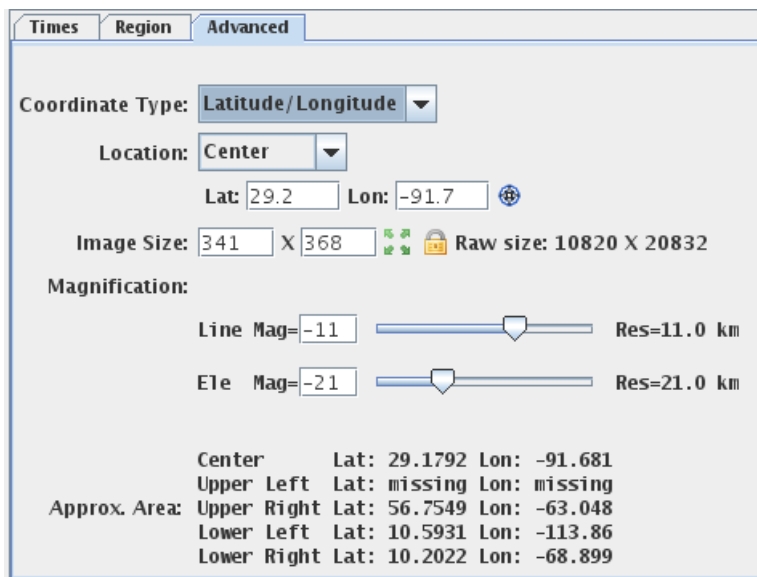 Times Region Advanced
Coordinate Type: Latitude/Longitude
Location: Center
Lat: 29.2 Lon: -91.7
Image Size: 341 X 368 Raw size: 10820 X 20832
Magnification:
Line Mag= -11 Res=11.0 km
Ele Mag= -21 Res=21.0 km
Center Lat: 29.1792 Lon: -91.681
Upper Left Lat: missing Lon: missing
Approx. Area: Upper Right Lat: 56.7549 Lon: -63.048
Lower Left Lat: 10.5931 Lon: -113.86
Lower Right Lat: 10.2022 Lon: -68.899